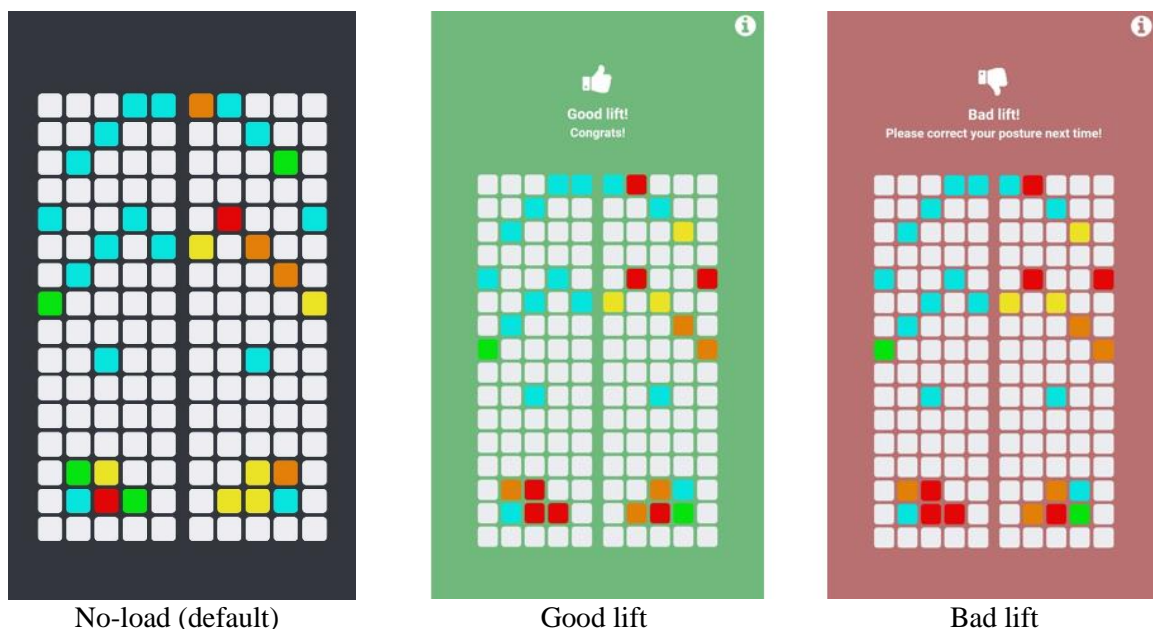 Good lift!
Congrats!
Bad lift!
Please correct your posture next time!
No-load (default)
Good lift
Bad lift